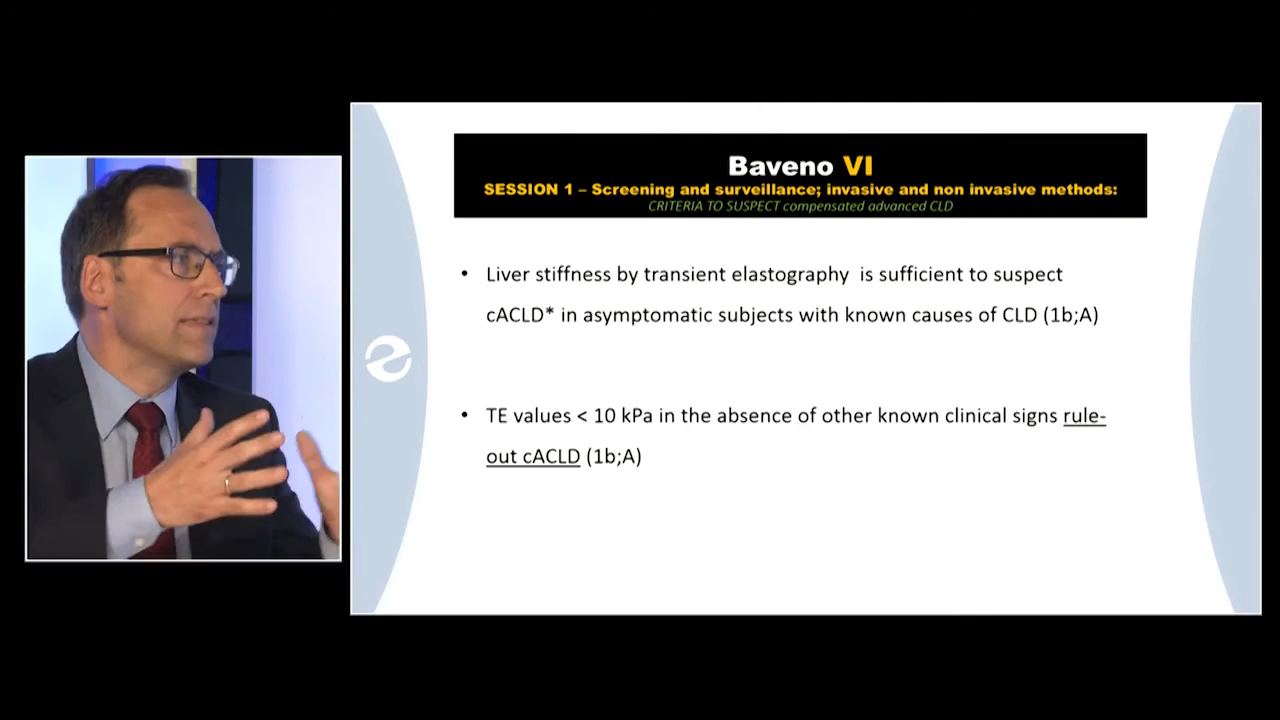 Baveno VI
SESSION 1 – Screening and surveillance; invasive and non invasive methods:
CRITERIA TO SUSPECT compensated advanced CLD
• Liver stiffness by transient elastography is sufficient to suspect
cACLD* in asymptomatic subjects with known causes of CLD (1b;A)
• TE values < 10 kPa in the absence of other known clinical signs rule-
out cACLD (1b;A)